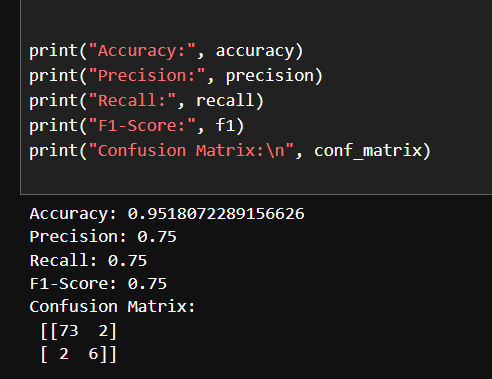 print("Accuracy:", accuracy)
print("Precision:", precision)
print("Recall:", recall)
print("F1-Score:", f1)
print("Confusion Matrix:\n", conf_matrix)
Accuracy: 0.9518072289156626
Precision: 0.75
Recall: 0.75
F1-Score: 0.75
Confusion Matrix:
 [[73  2]
 [ 2  6]]